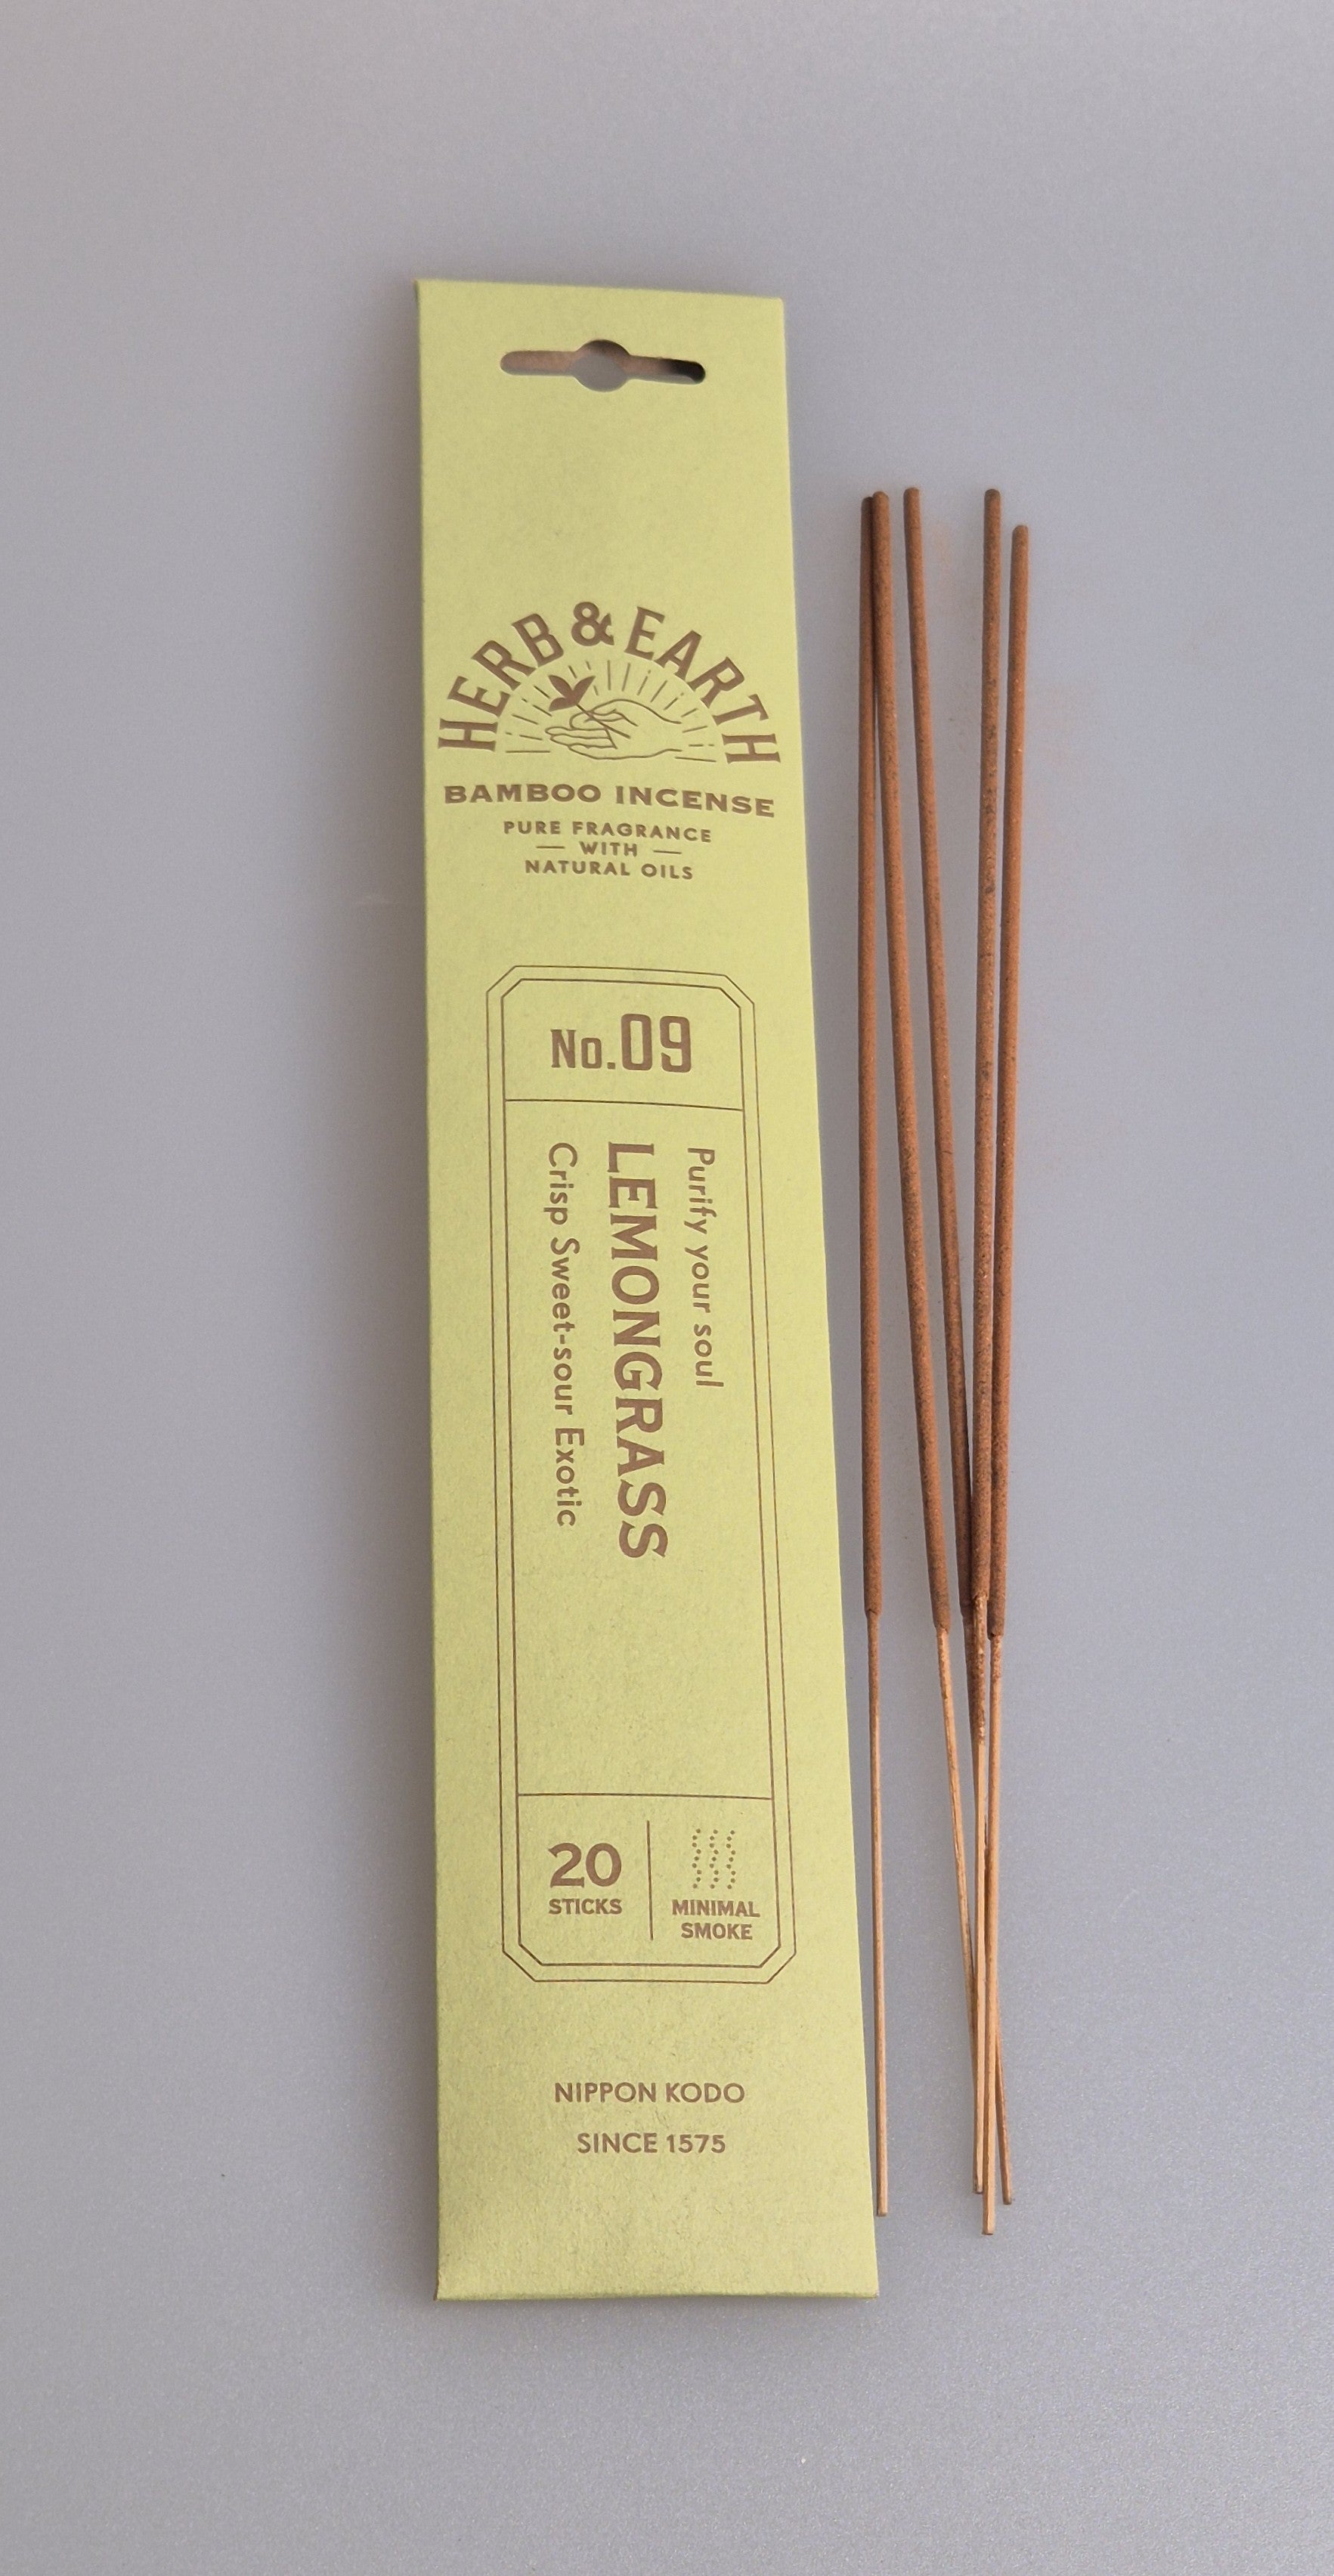 HERB & EARTH
BAMBOO INCENSE
PURE FRAGRANCE
— WITH —
NATURAL OILS
No.09
Purify your soul
LEMONGRASS
Crisp Sweet-sour Exotic
20
STICKS
MINIMAL
SMOKE
NIPPON KODO
SINCE 1575